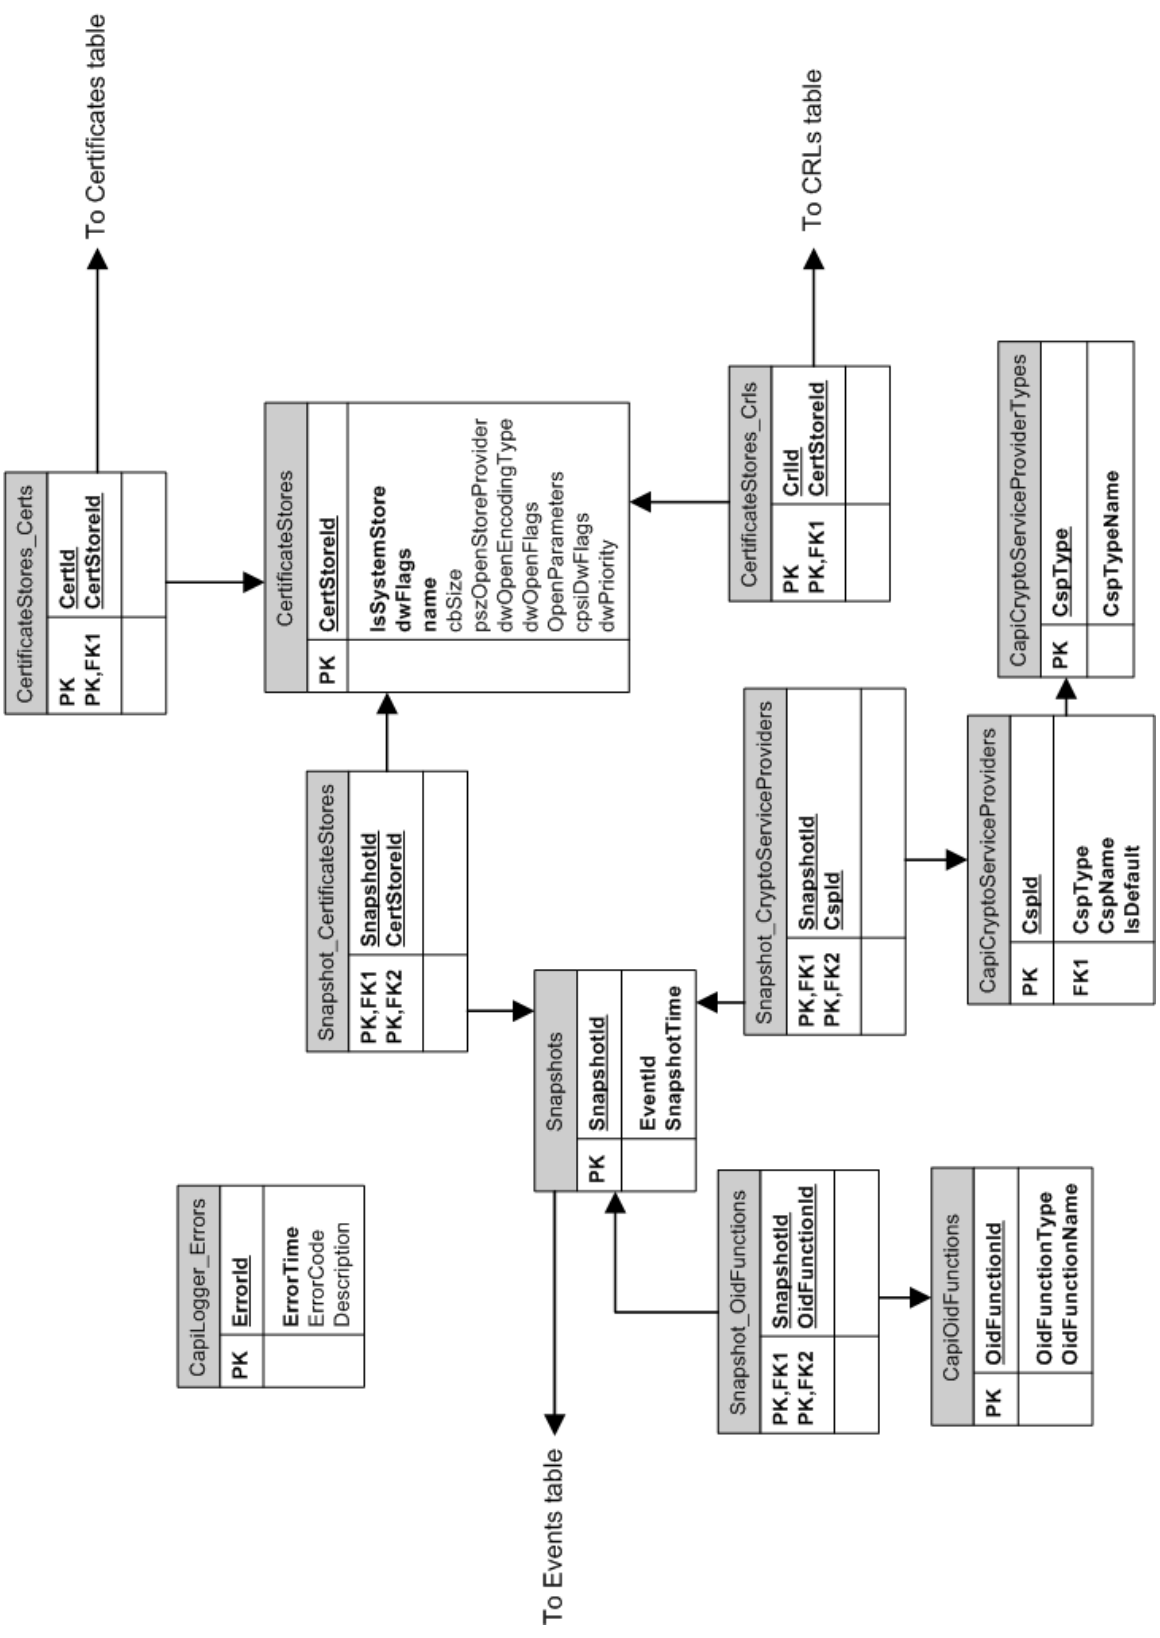 To Events table
CapiLogger_Errors
PK
ErrorId
ErrorTime
ErrorCode
Description
Snapshot_CertificateStores
PK,FK1
PK,FK2
SnapshotId
CertStoreId
CertificateStores_Certs
PK
PK,FK1
CertId
CertStoreId
To Certificates table
CertificateStores
PK
CertStoreId
IsSystemStore
dwFlags
name
cbSize
pszOpenStoreProvider
dwOpenEncodingType
dwOpenFlags
OpenParameters
cpsiDwFlags
dwPriority
Snapshots
PK
SnapshotId
EventId
SnapshotTime
Snapshot_OidFunctions
PK,FK1
PK,FK2
SnapshotId
OidFunctionId
Snapshot_CryptoServiceProviders
PK,FK1
PK,FK2
SnapshotId
CspId
CertificateStores_Crls
PK
PK,FK1
CrlId
CertStoreId
To CRLs table
CapiOidFunctions
PK
OidFunctionId
OidFunctionType
OidFunctionName
CapiCryptoServiceProviders
PK
CspId
FK1
CspType
CspName
IsDefault
CapiCryptoServiceProviderTypes
PK
CspType
CspTypeName